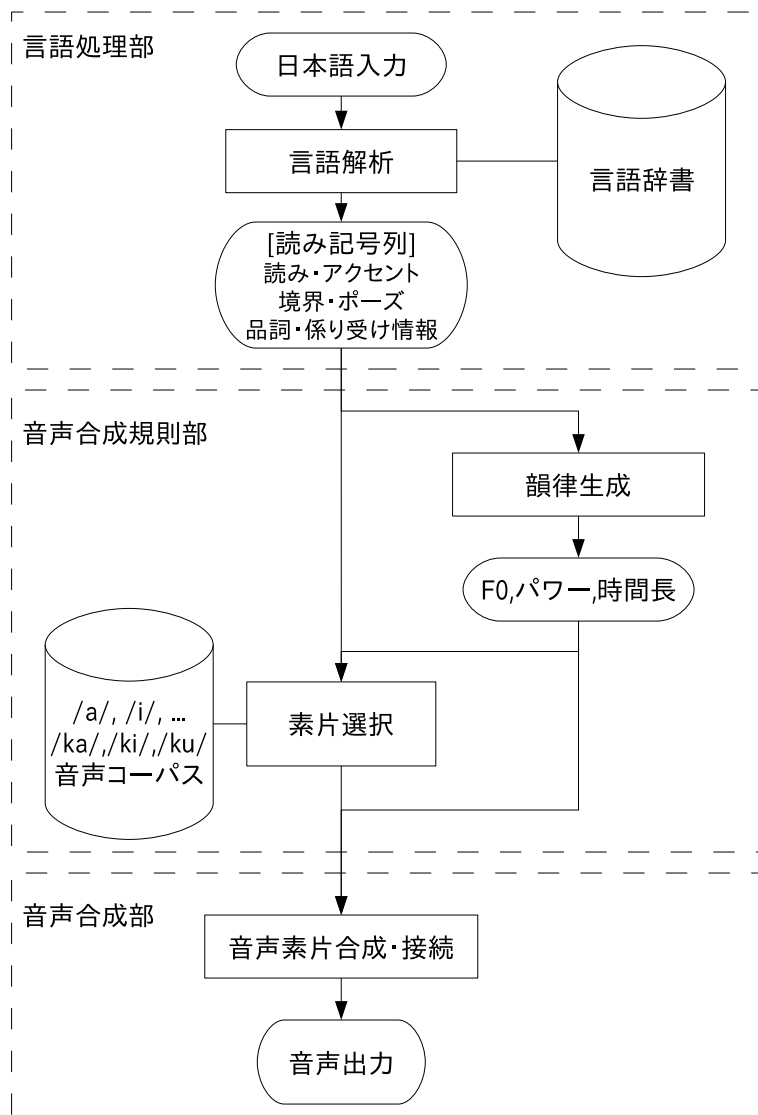 言語処理部
日本語入力
言語解析
言語辞書
[読み記号列]
読み・アクセント
境界・ポーズ
品詞・係り受け情報
音声合成規則部
韻律生成
F0,パワー,時間長
/a/, /i/, ...
/ka/,/ki/,/ku/
音声コーパス
素片選択
音声合成部
音声素片合成・接続
音声出力